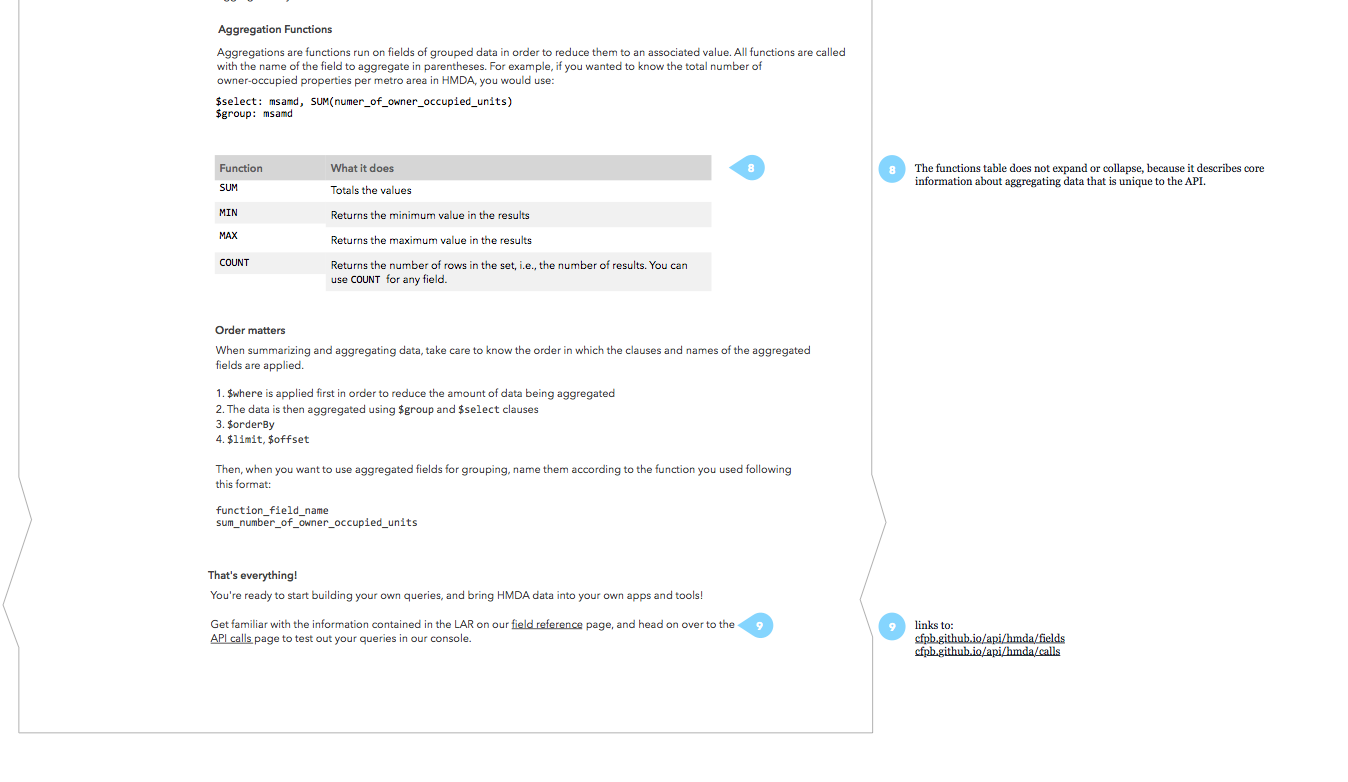 Aggregation Functions
Aggregations are functions run on fields of grouped data in order to reduce them to an associated value. All functions are called
with the name of the field to aggregate in parentheses. For example, if you wanted to know the total number of
owner-occupied properties per metro area in HMDA, you would use:
$select: msamd, SUM(numer_of_owner_occupied_units)
$group: msamd
Function What it does
8
8 The functions table does not expand or collapse, because it describes core
information about aggregating data that is unique to the API.
SUM Totals the values
MIN Returns the minimum value in the results
MAX Returns the maximum value in the results
COUNT Returns the number of rows in the set, i.e., the number of results. You can
use COUNT for any field.
Order matters
When summarizing and aggregating data, take care to know the order in which the clauses and names of the aggregated
fields are applied.
1. $where is applied first in order to reduce the amount of data being aggregated
2. The data is then aggregated using $group and $select clauses
3. $orderBy
4. $limit, $offset
Then, when you want to use aggregated fields for grouping, name them according to the function you used following
this format:
function_field_name
sum_number_of_owner_occupied_units
That's everything!
You're ready to start building your own queries, and bring HMDA data into your own apps and tools!
Get familiar with the information contained in the LAR on our field reference page, and head on over to the
API calls page to test out your queries in our console.
9
9 links to:
cfpb.github.io/api/hmda/fields
cfpb.github.io/api/hmda/calls